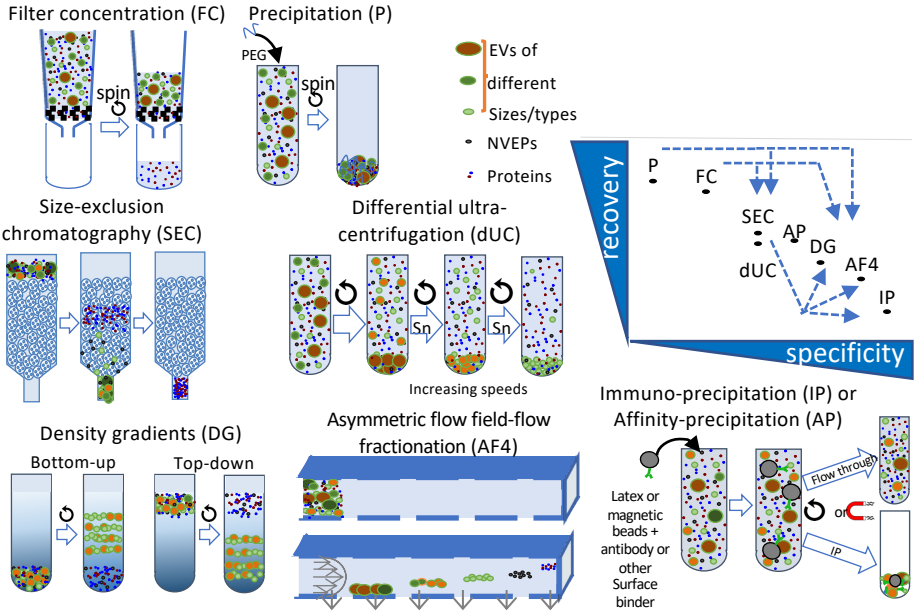 Filter concentration (FC)
spin
Precipitation (P)
PEG
spin
EVs of
different
Sizes/types
NVEPs
Proteins
recovery
P
FC
SEC
AP
dUC
DG
AF4
IP
specificity
Size-exclusion
chromatography (SEC)
Differential ultra-
centrifugation (dUC)
Sn
Sn
Increasing speeds
Density gradients (DG)
Bottom-up
Top-down
Asymmetric flow field-flow
fractionation (AF4)
Immuno-precipitation (IP) or
Affinity-precipitation (AP)
Latex or
magnetic
beads +
antibody or
other
Surface
binder
Flow through
or
IP